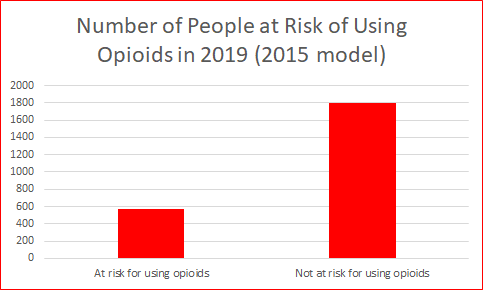 Number of People at Risk of Using
Opioids in 2019 (2015 model)
2000
1800
1600
1400
1200
1000
800
600
400
200
0
At risk for using opioids
Not at risk for using opioids